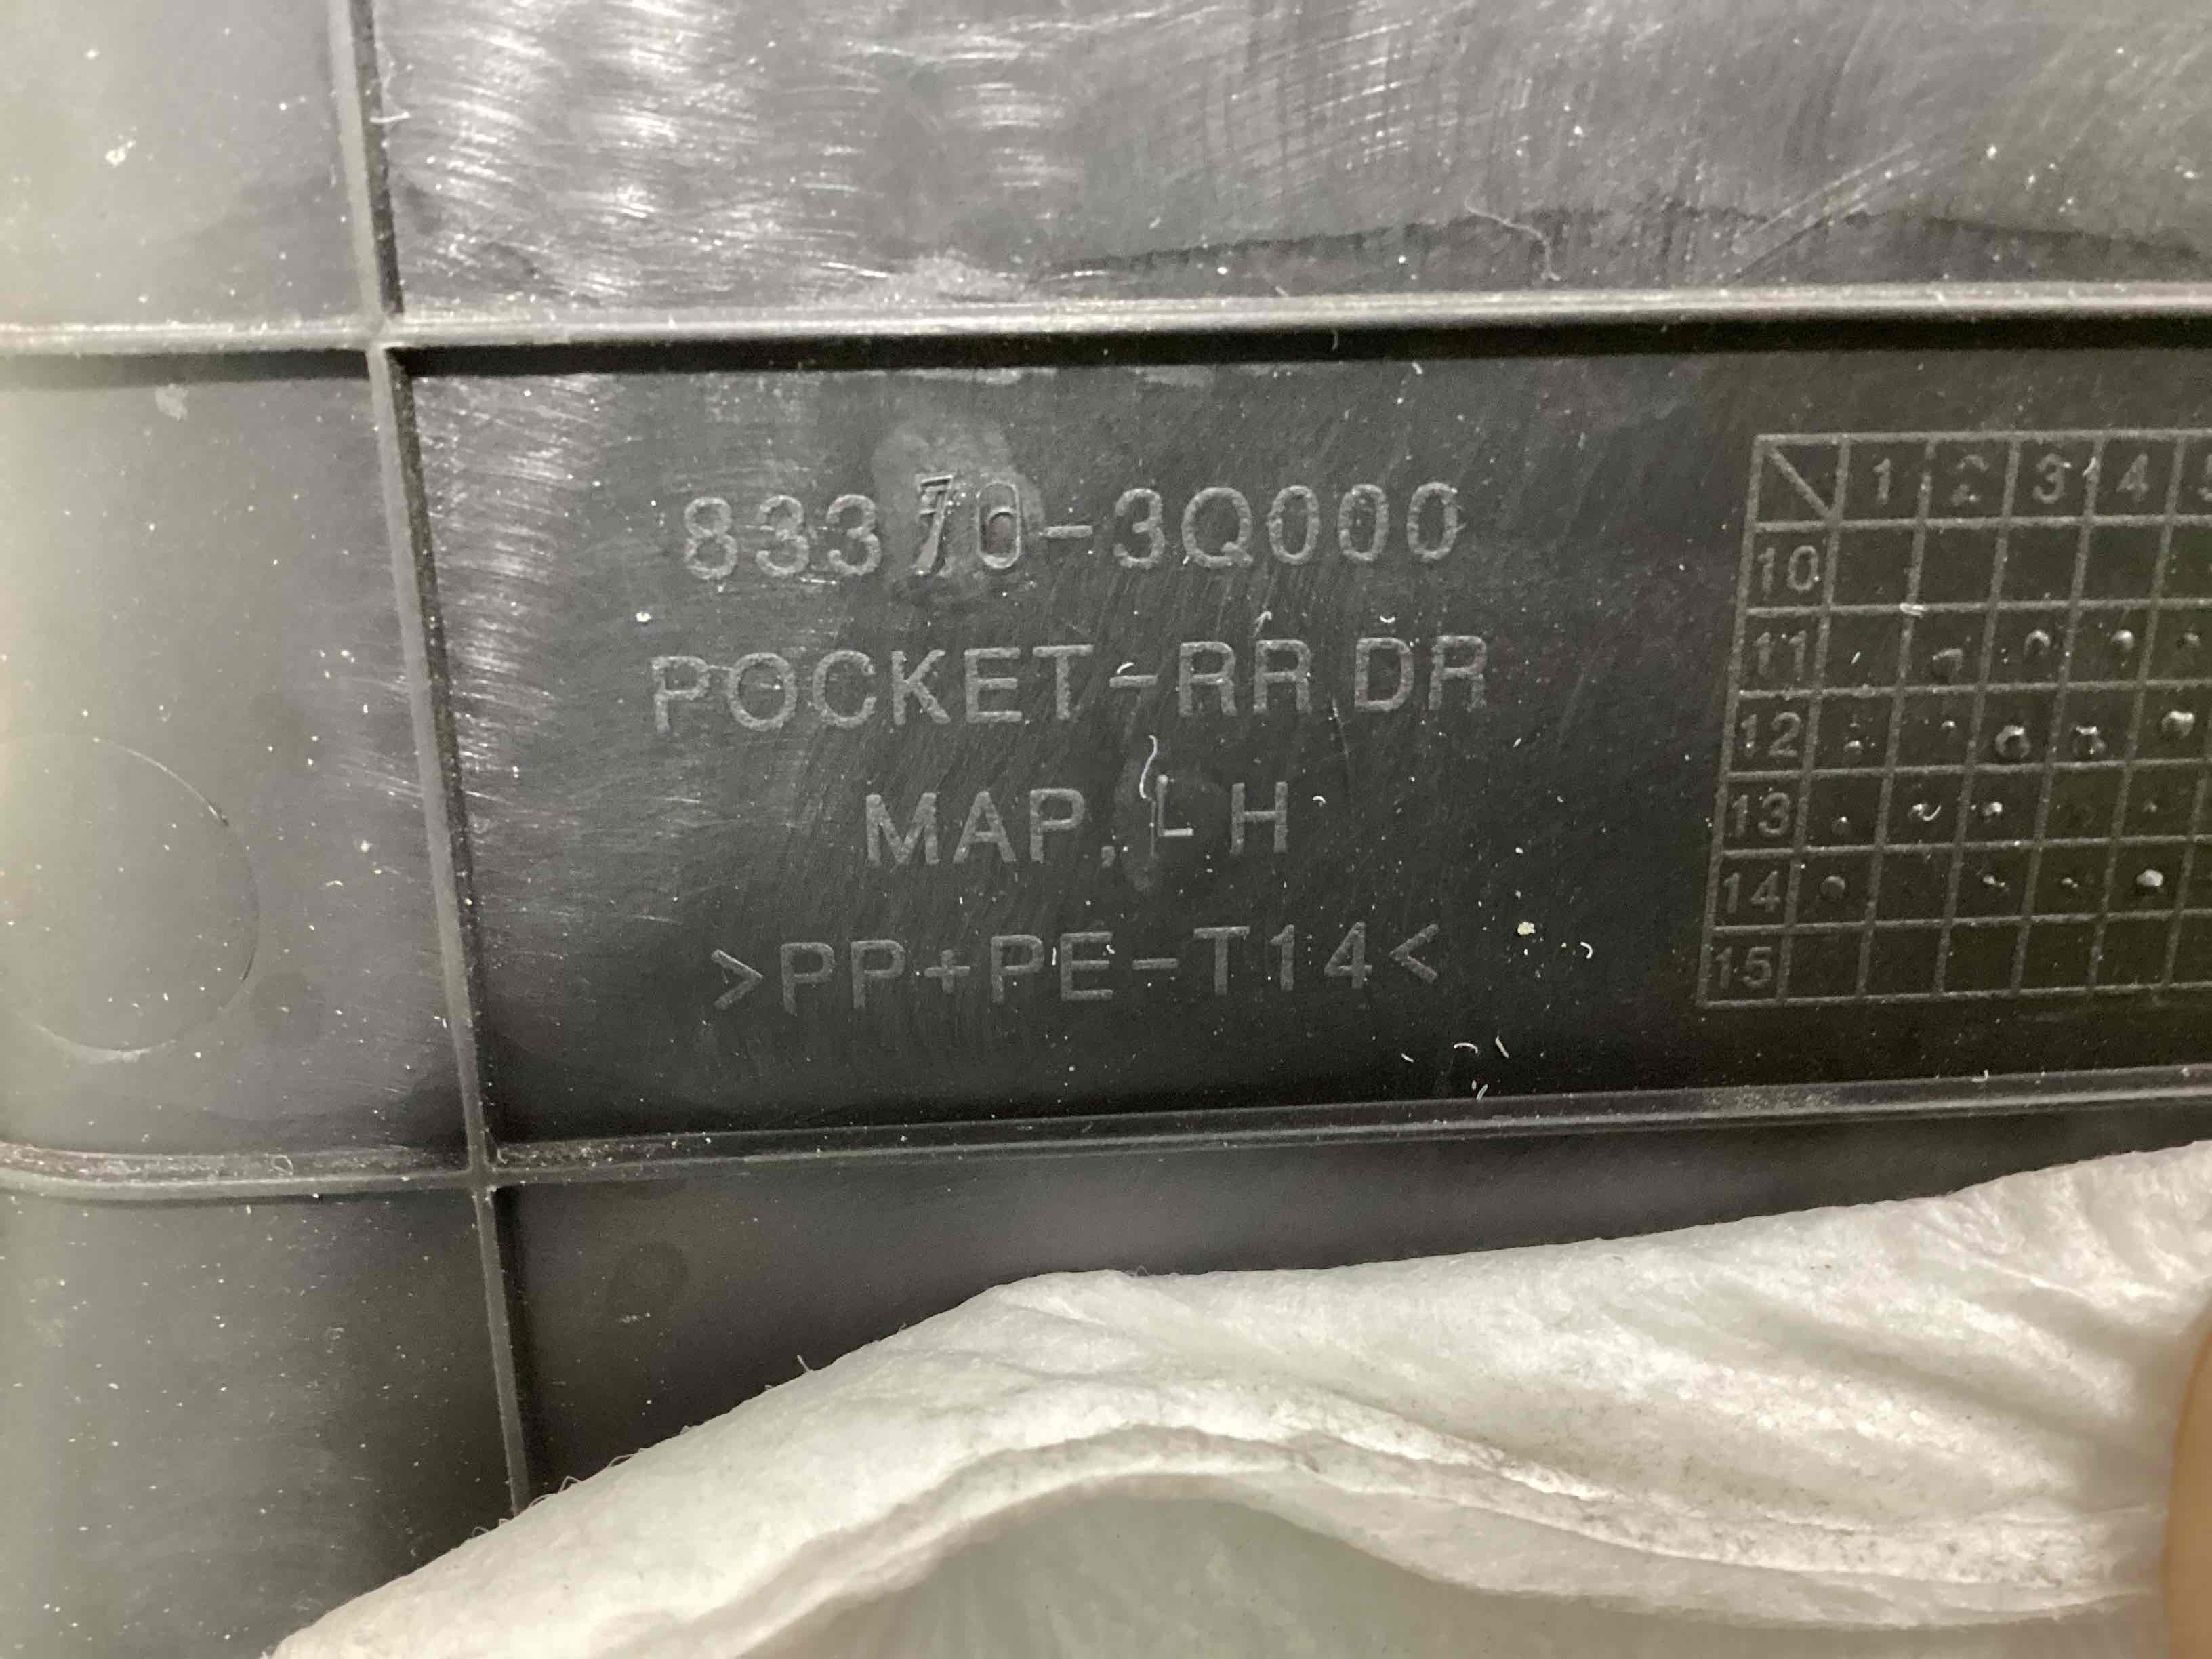 83370-3Q000
POCKET-RR DR
MAP, LH
>PP+PE-T14<
1 2 3 4
10
11
12
13
14
15